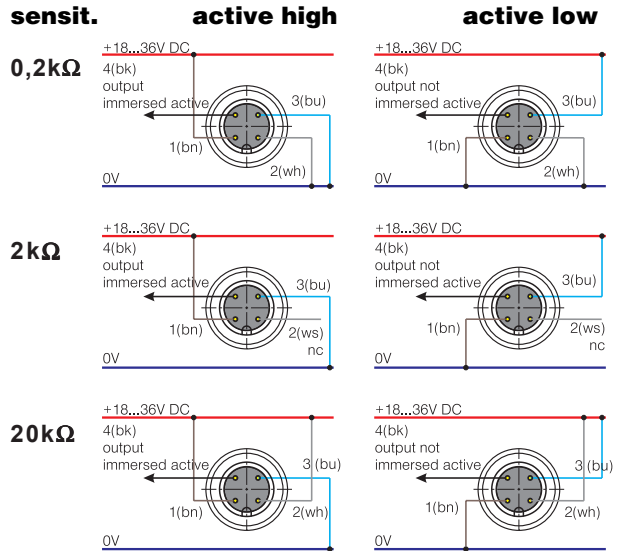 sensit. active high active low
0,2kΩ
+18...36V DC
4(bk)
output
immersed active
3(bu)
1(bn)
2(wh)
0V
+18...36V DC
4(bk)
output not
immersed active
3(bu)
1(bn)
2(wh)
0V
2kΩ
+18...36V DC
4(bk)
output
immersed active
3(bu)
1(bn)
2(ws)
nc
0V
+18...36V DC
4(bk)
output not
immersed active
3(bu)
1(bn)
2(ws)
nc
0V
20kΩ
+18...36V DC
4(bk)
output
immersed active
3 (bu)
1(bn)
2(wh)
0V
+18...36V DC
4(bk)
output not
immersed active
3 (bu)
1(bn)
2(wh)
0V